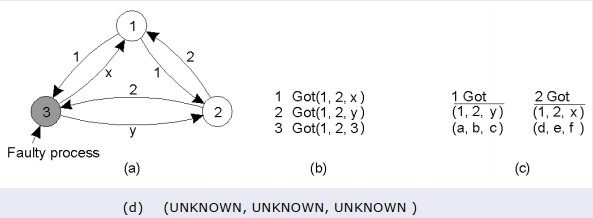 1
1
2
x
1
2
3
2
y
Faulty process
(a)
1 Got(1, 2, x )
2 Got(1, 2, y )
3 Got(1, 2, 3 )
(b)
1 Got 2 Got
(1, 2, y) (1, 2, x )
(a, b, c) (d, e, f )
(c)
(d) (UNKNOWN, UNKNOWN, UNKNOWN )